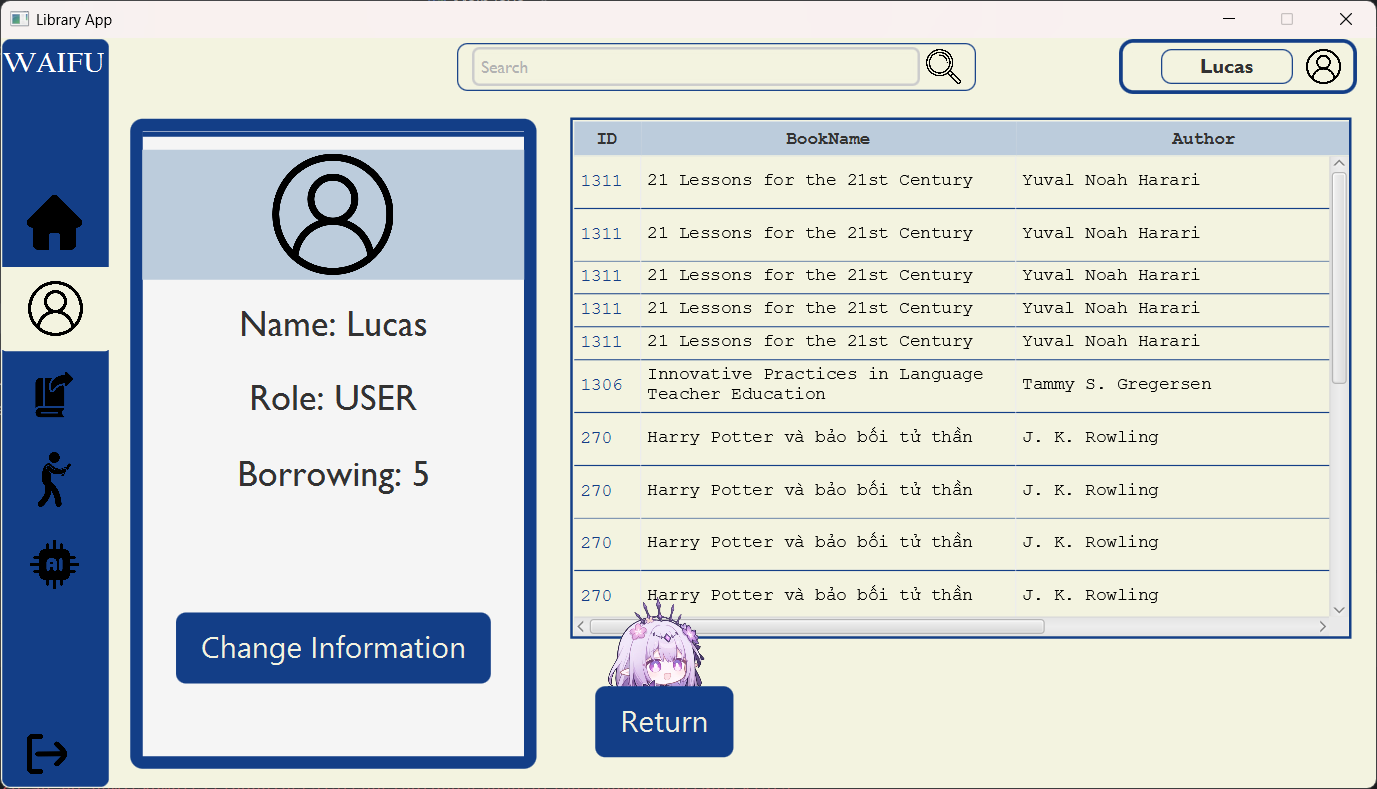 Library App
WAIFU
Search
Lucas
Name: Lucas
Role: USER
Borrowing: 5
Change Information
ID BookName Author
1311 21 Lessons for the 21st Century Yuval Noah Harari
1311 21 Lessons for the 21st Century Yuval Noah Harari
1311 21 Lessons for the 21st Century Yuval Noah Harari
1311 21 Lessons for the 21st Century Yuval Noah Harari
1311 21 Lessons for the 21st Century Yuval Noah Harari
1306 Innovative Practices in Language Teacher Education Tammy S. Gregersen
270 Harry Potter và bảo bối tử thần J. K. Rowling
270 Harry Potter và bảo bối tử thần J. K. Rowling
270 Harry Potter và bảo bối tử thần J. K. Rowling
270 Harry Potter và bảo bối tử thần J. K. Rowling
Return
AI